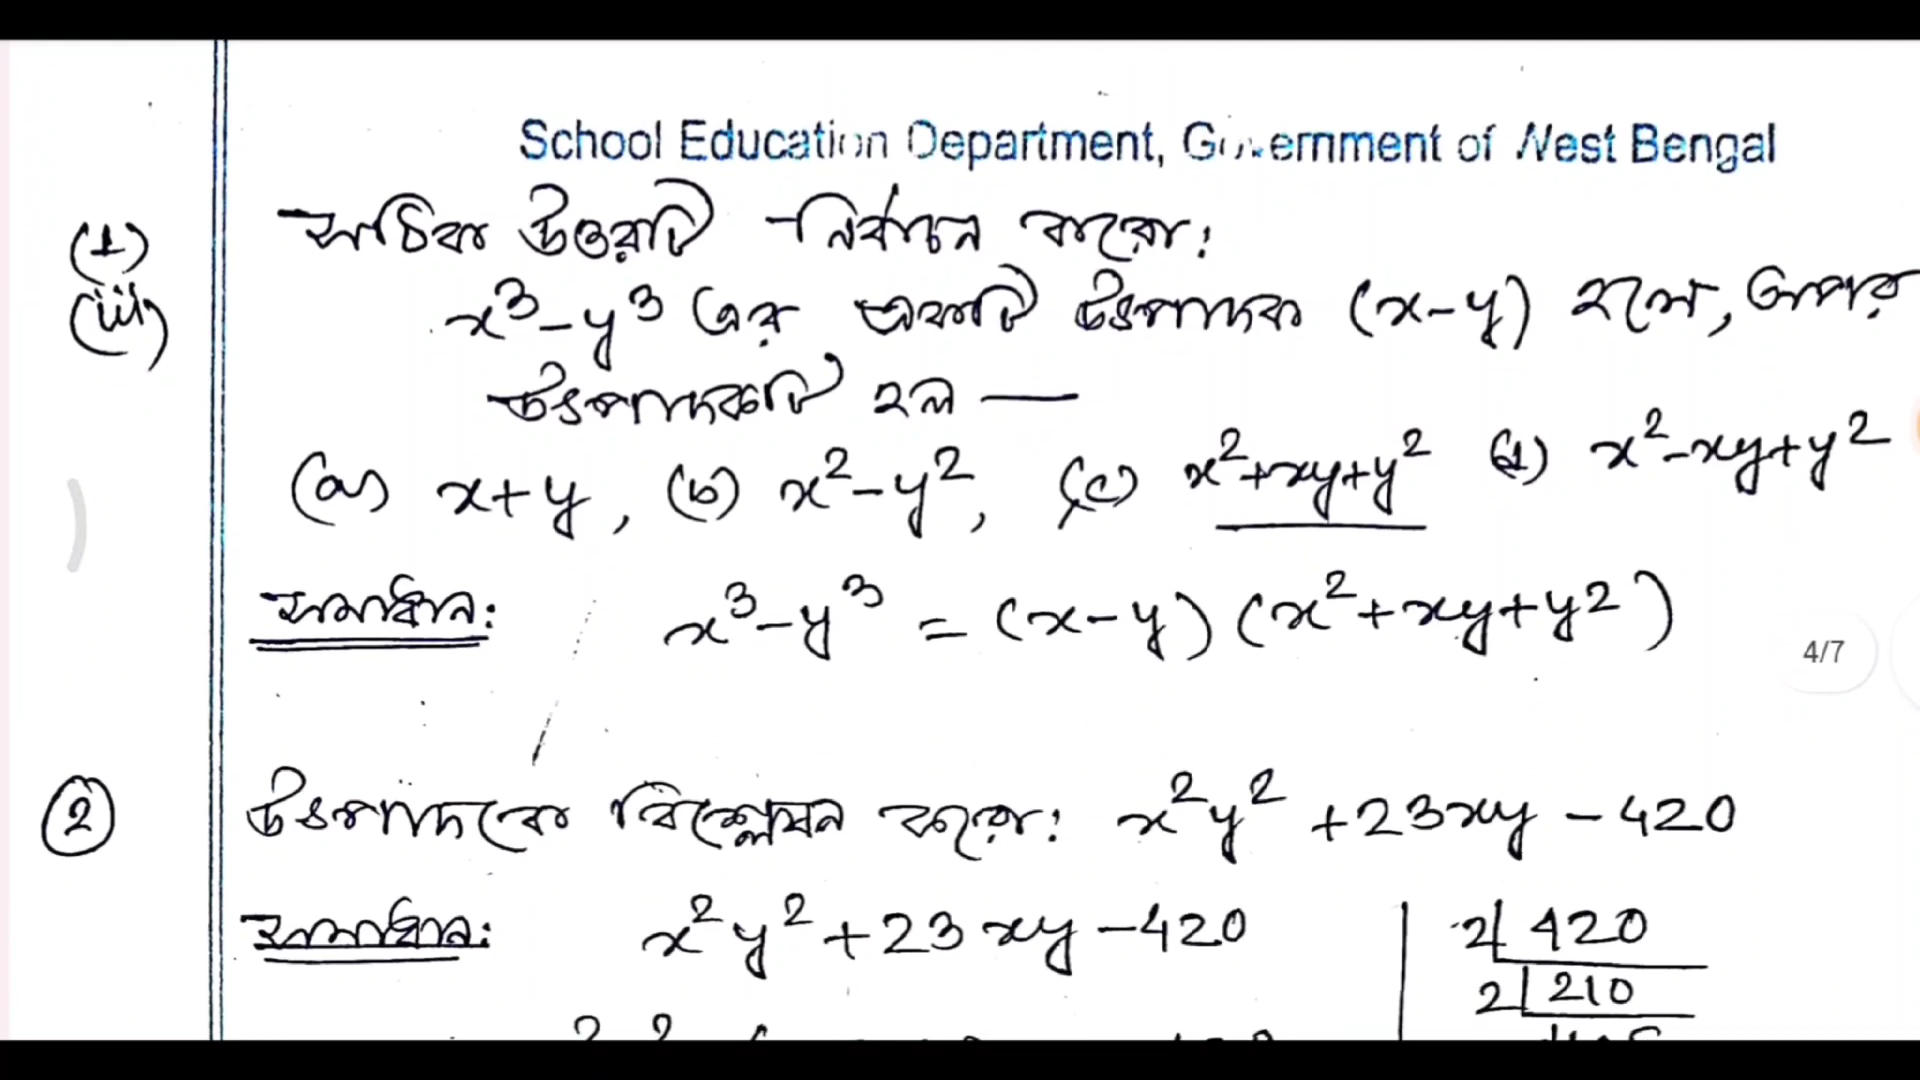 School Education Department, Government of West Bengal
(1) সঠিক উত্তরটি নির্বাচন করো:
(iii) x³-y³ এর একটি উৎপাদক (x-y) হলে, অপর
উৎপাদকটি হল —
(a) x+y, (b) x²-y², (c) x²+xy+y² (d) x²-xy+y²
সমাধান: x³-y³ = (x-y) (x²+xy+y²)
4/7
② উৎপাদকে বিশ্লেষন করো: x²y² +23xy -420
সমাধান: x²y²+23xy-420
2|420
2|210